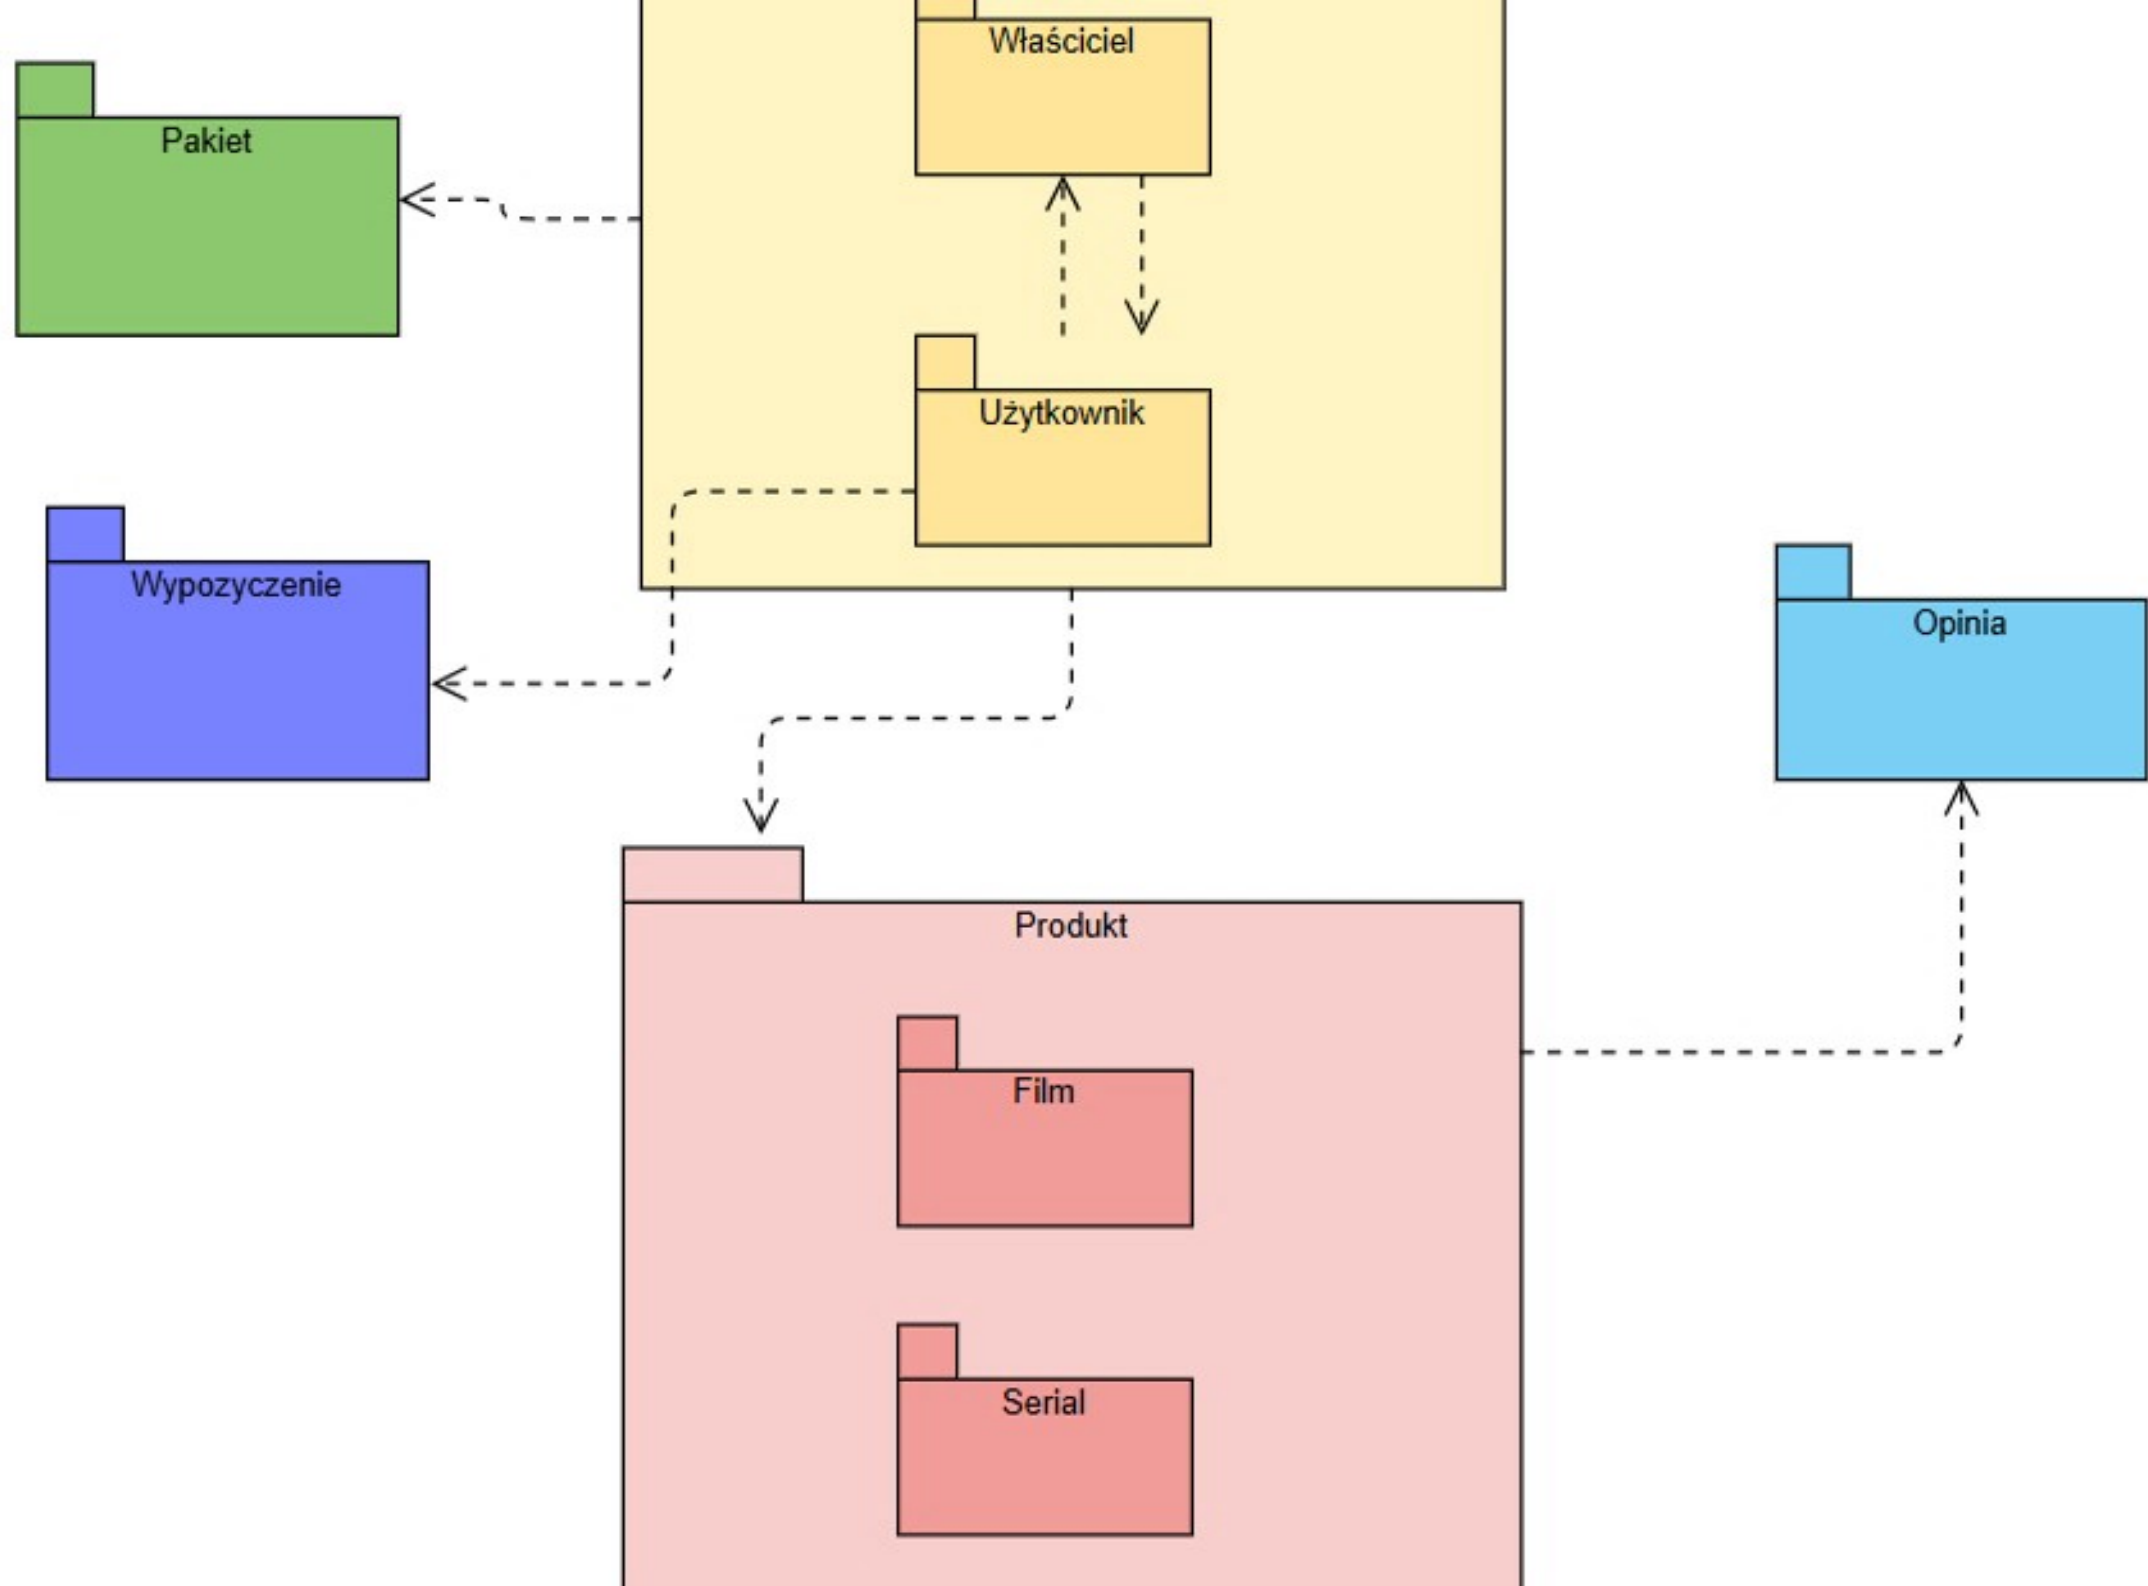 Właściciel
Pakiet
Użytkownik
Wypozyczenie
Opinia
Produkt
Film
Serial